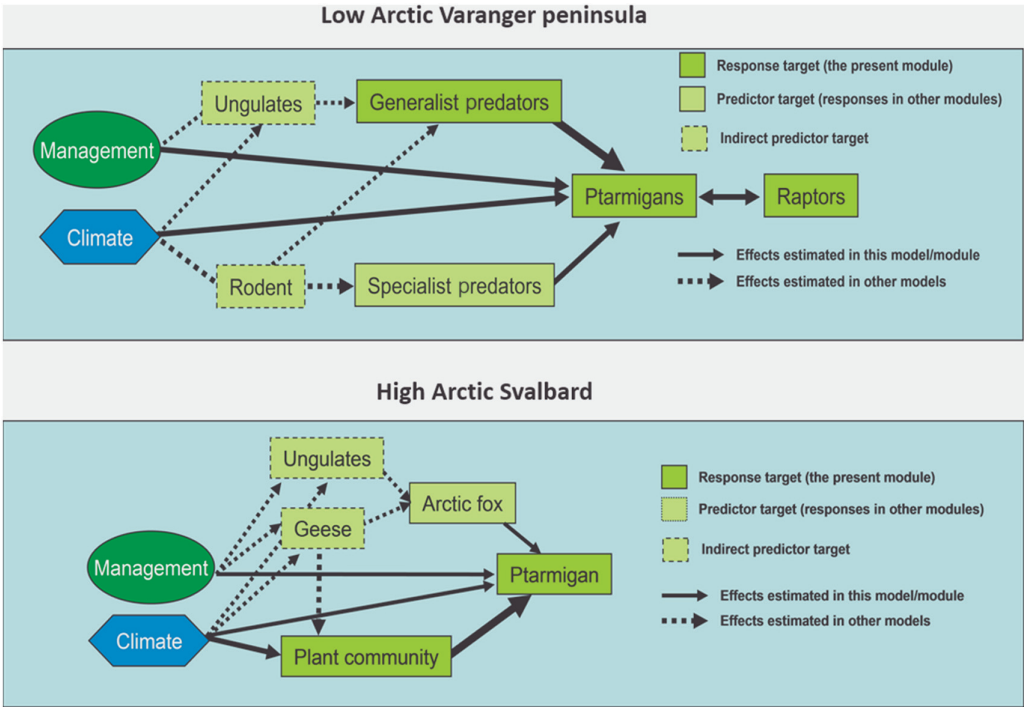 Low Arctic Varanger peninsula
Response target (the present module)
Predictor target (responses in other modules)
Indirect predictor target
Ungulates
Generalist predators
Management
Ptarmigans
Raptors
Climate
Rodent
Specialist predators
Effects estimated in this model/module
Effects estimated in other models
High Arctic Svalbard
Ungulates
Response target (the present module)
Predictor target (responses in other modules)
Indirect predictor target
Arctic fox
Geese
Management
Ptarmigan
Climate
Plant community
Effects estimated in this model/module
Effects estimated in other models